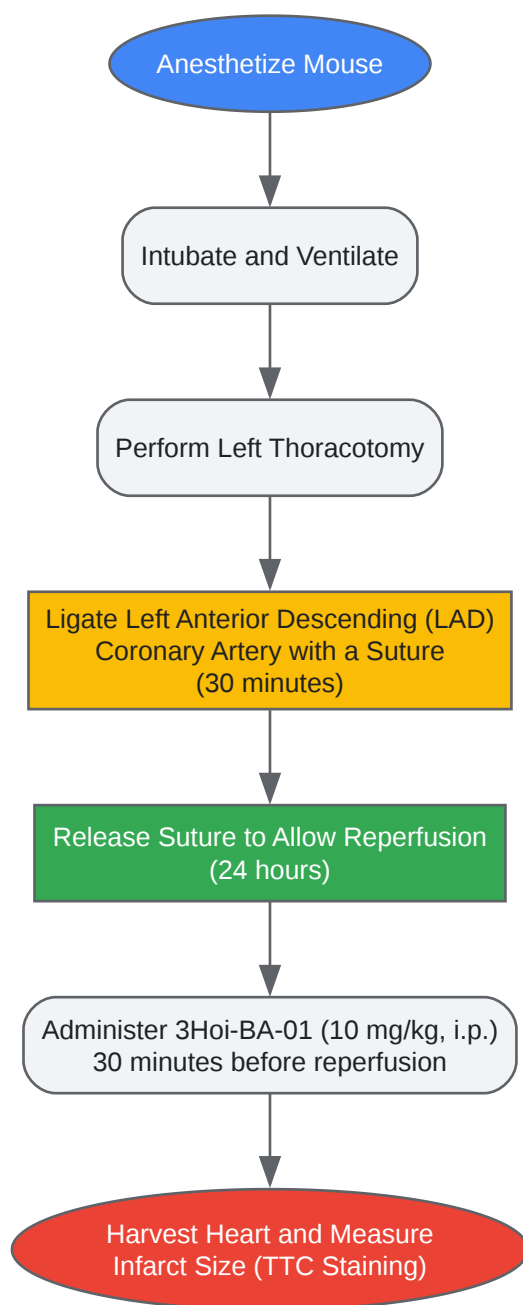 Anesthetize Mouse
Intubate and Ventilate
Perform Left Thoracotomy
Ligate Left Anterior Descending (LAD)
Coronary Artery with a Suture
(30 minutes)
Release Suture to Allow Reperfusion
(24 hours)
Administer 3Hoi-BA-01 (10 mg/kg, i.p.)
30 minutes before reperfusion
Harvest Heart and Measure
Infarct Size (TTC Staining)